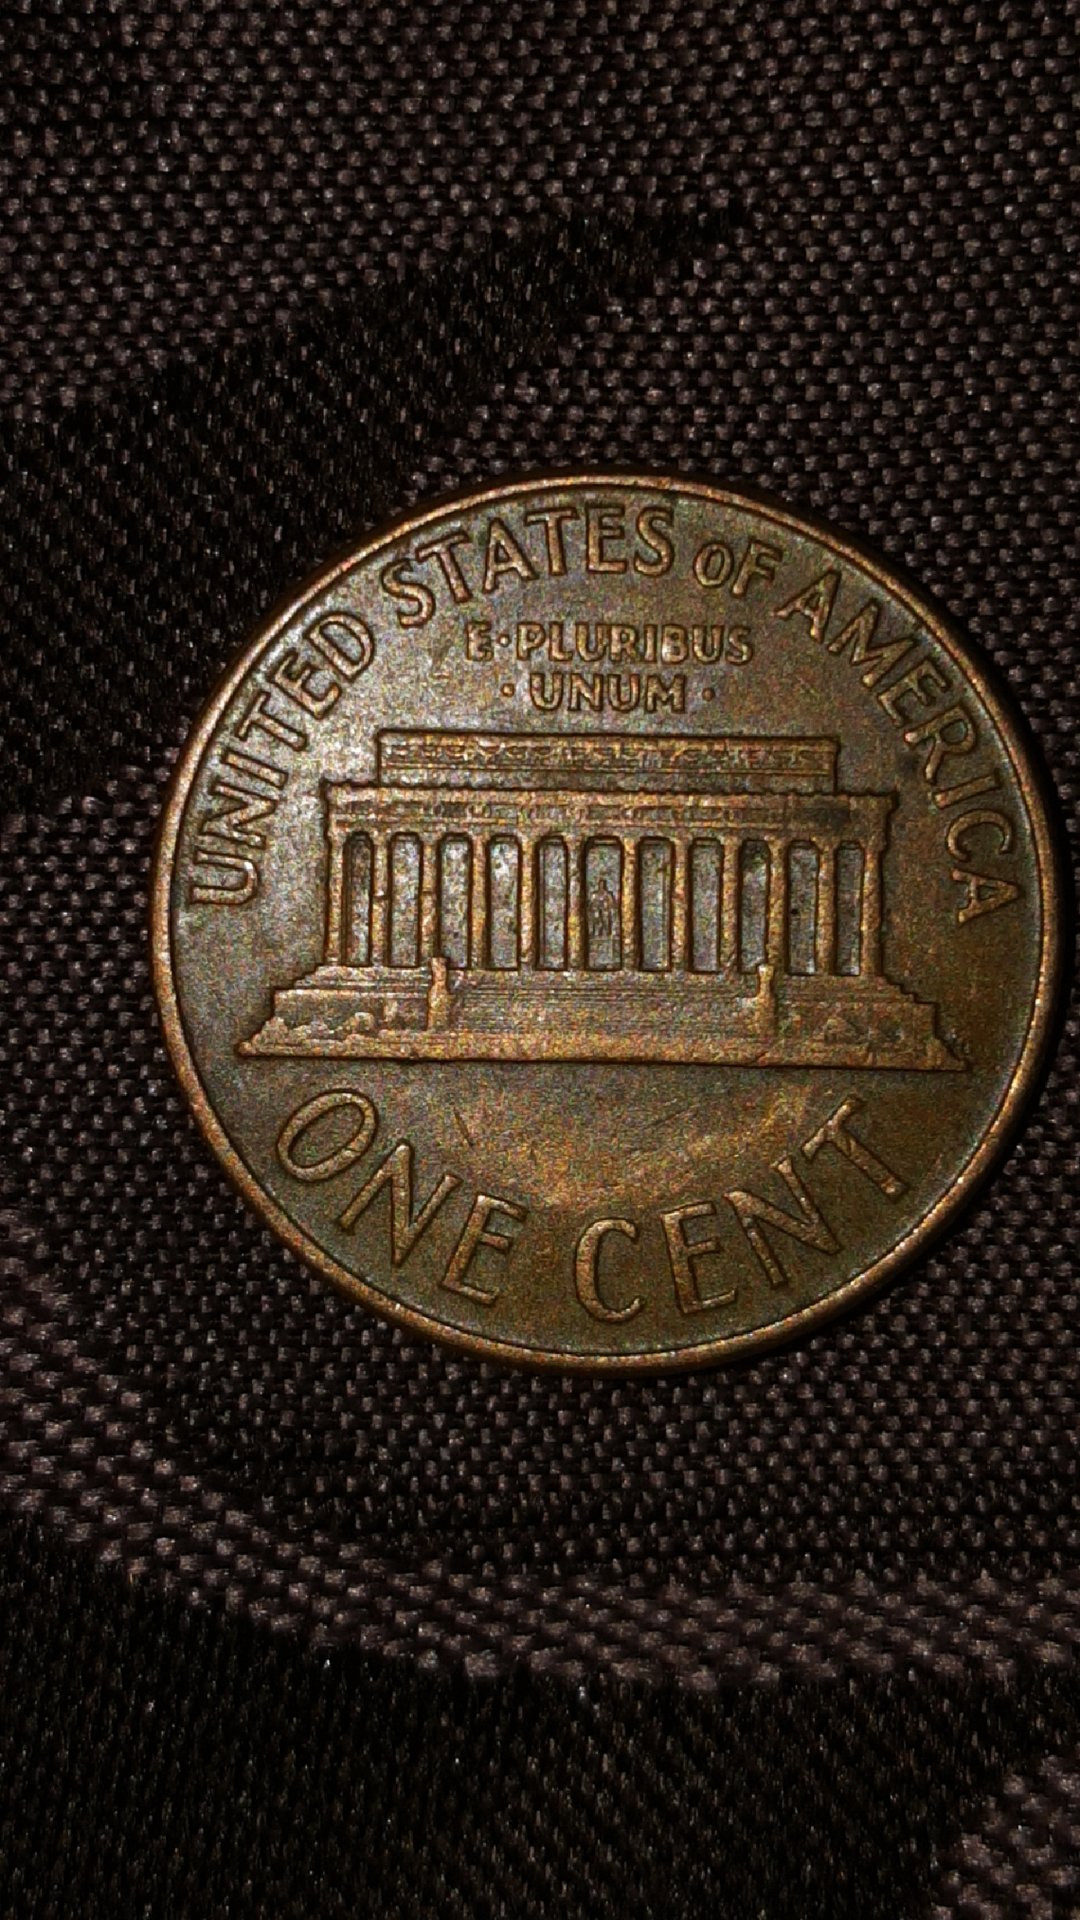 UNITED STATES OF AMERICA
E·PLURIBUS
·UNUM·
ONE CENT